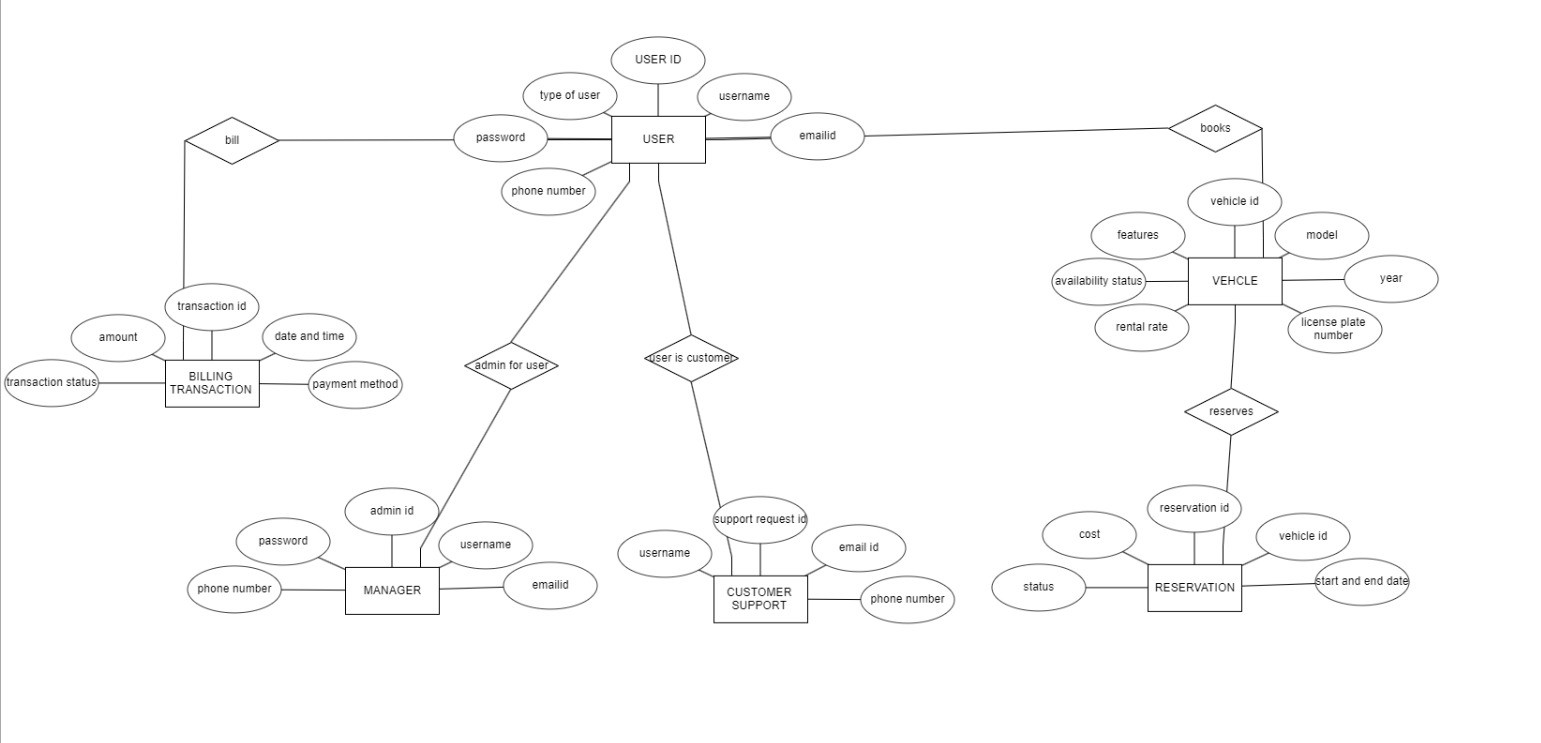 USER ID
type of user
username
password
USER
emailid
phone number
bill
books
vehicle id
features
model
availability status
VEHCLE
year
rental rate
license plate
number
transaction id
amount
date and time
transaction status
BILLING
TRANSACTION
payment method
admin for user
user is customer
reserves
admin id
password
username
phone number
MANAGER
emailid
support request id
username
email id
CUSTOMER
SUPPORT
phone number
reservation id
cost
vehicle id
status
RESERVATION
start and end date